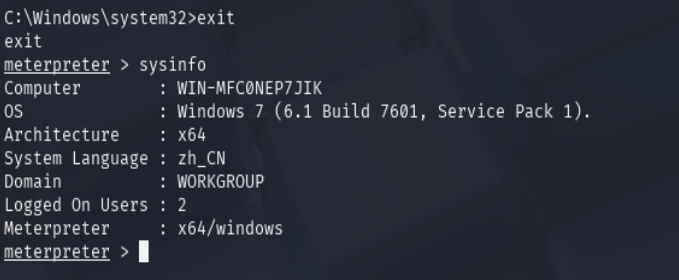 C:\Windows\system32>exit
exit
meterpreter > sysinfo
Computer        : WIN-MFC0NEP7JIK
OS              : Windows 7 (6.1 Build 7601, Service Pack 1).
Architecture    : x64
System Language : zh_CN
Domain          : WORKGROUP
Logged On Users : 2
Meterpreter     : x64/windows
meterpreter >